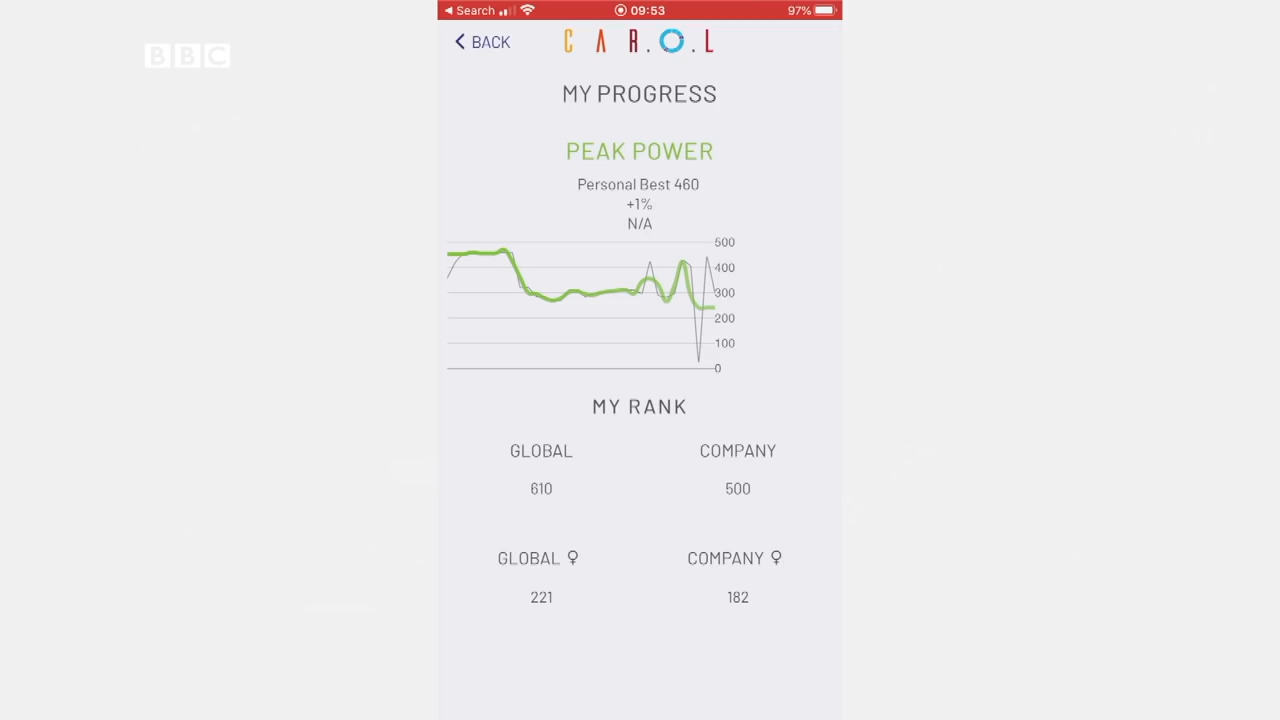 Search 09:53 97%
BBC
BACK CAR.O.L
MY PROGRESS
PEAK POWER
Personal Best 460
+1%
N/A
500
400
300
200
100
0
MY RANK
GLOBAL COMPANY
610 500
GLOBAL ♀ COMPANY ♀
221 182